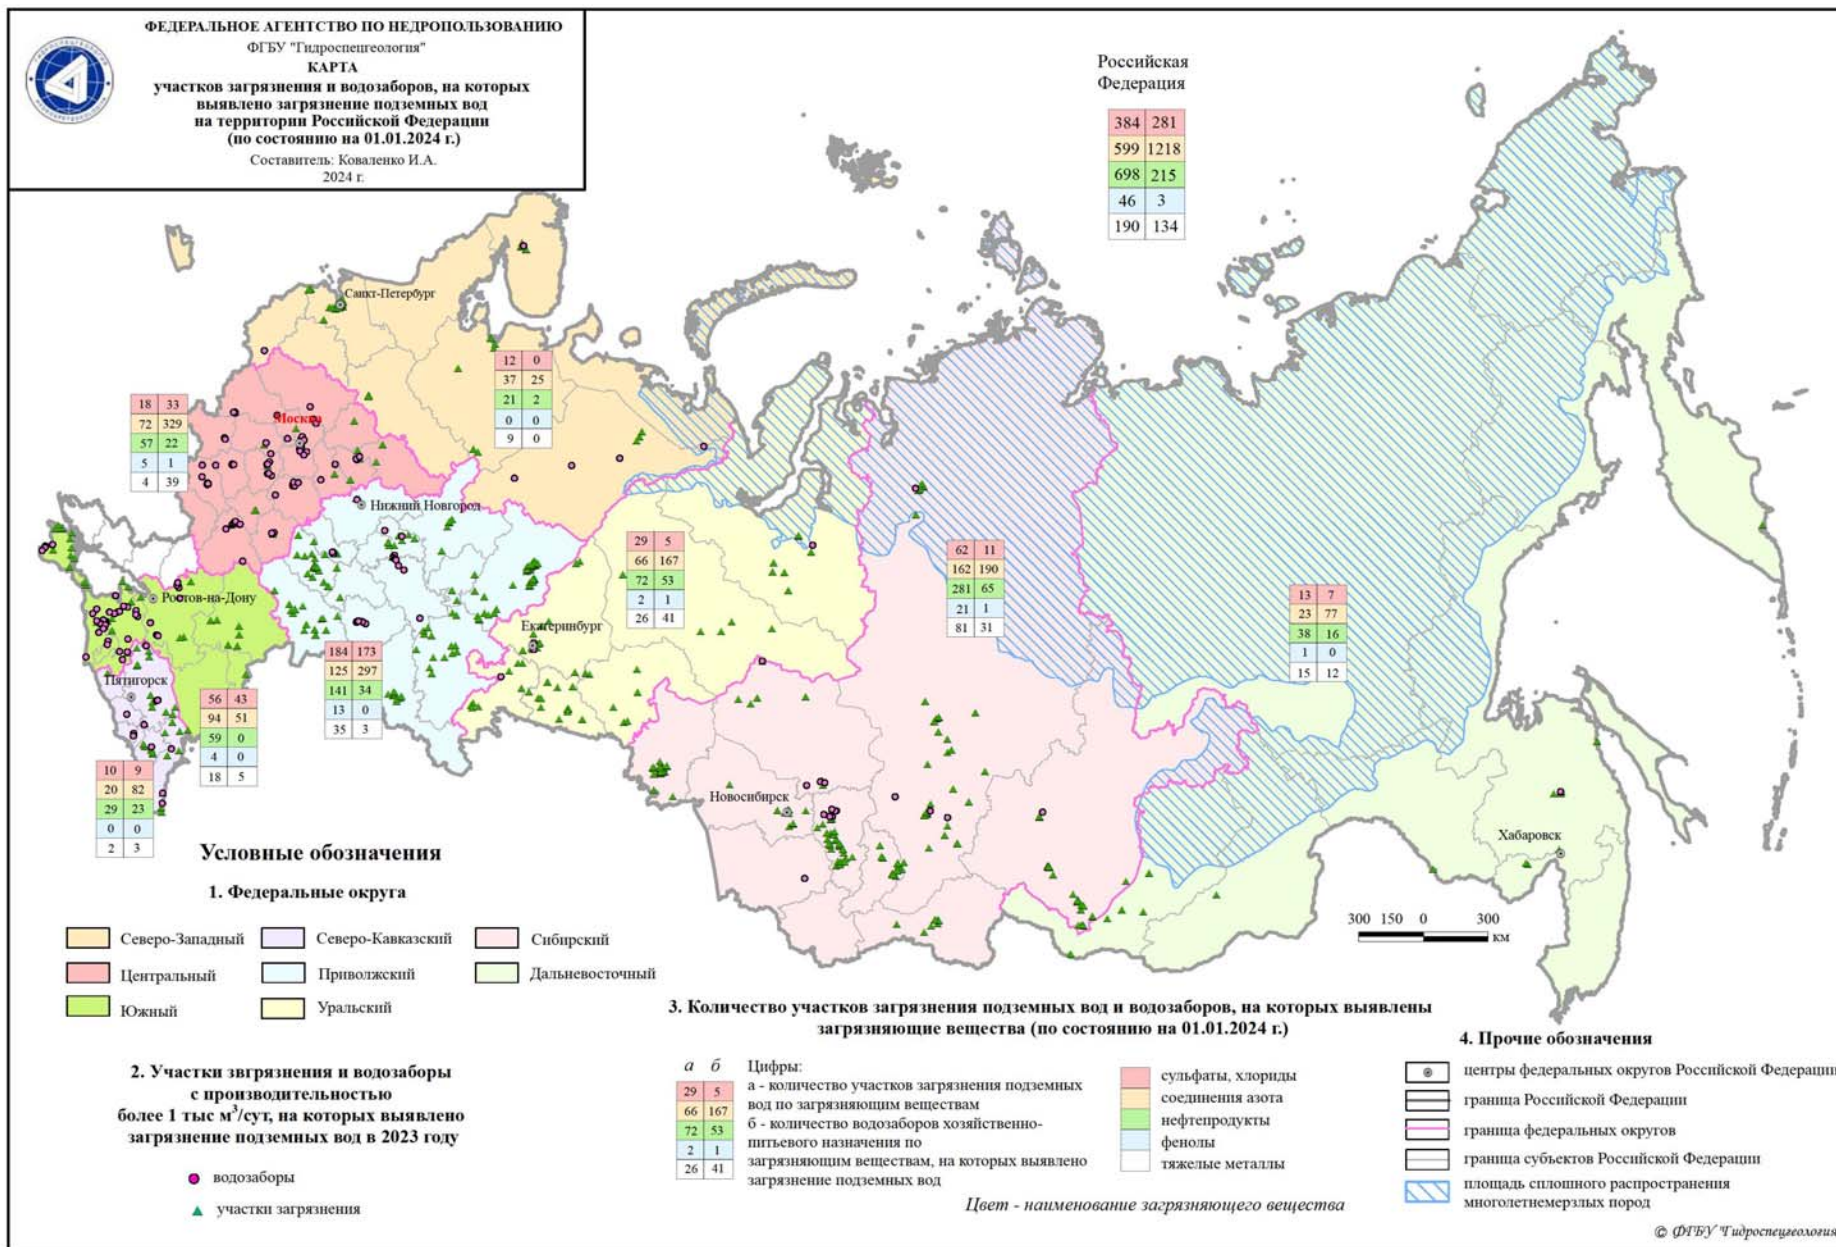 ФЕДЕРАЛЬНОЕ АГЕНТСТВО ПО НЕДРОПОЛЬЗОВАНИЮ
ФГБУ "Гидроспецгеология"
КАРТА
участков загрязнения и водозаборов, на которых
выявлено загрязнение подземных вод
на территории Российской Федерации
(по состоянию на 01.01.2024 г.)
Составитель: Коваленко И.А.
2024 г.
Российская
Федерация
384 281
599 1218
698 215
46 3
190 134
Санкт-Петербург
12 0
37 25
21 2
0 0
9 0
18 33
72 329
57 22
5 1
4 39
Москва
Нижний Новгород
29 5
66 167
72 53
2 1
26 41
62 11
162 190
281 65
21 1
81 31
13 7
23 77
38 16
1 0
15 12
Ростов-на-Дону
Екатеринбург
184 173
125 297
141 34
13 0
35 3
Пятигорск
56 43
94 51
59 0
4 0
18 5
10 9
20 82
29 23
0 0
2 3
Новосибирск
Хабаровск
300 150 0 300
км
Условные обозначения
1. Федеральные округа
Северо-Западный
Северо-Кавказский
Сибирский
Центральный
Приволжский
Дальневосточный
Южный
Уральский
2. Участки звгрязнения и водозаборы
с производительностью
более 1 тыс м³/сут, на которых выявлено
загрязнение подземных вод в 2023 году
водозаборы
участки загрязнения
3. Количество участков загрязнения подземных вод и водозаборов, на которых выявлены
загрязняющие вещества (по состоянию на 01.01.2024 г.)
а б
29 5
66 167
72 53
2 1
26 41
Цифры:
а - количество участков загрязнения подземных
вод по загрязняющим веществам
б - количество водозаборов хозяйственно-
питьевого назначения по
загрязняющим веществам, на которых выявлено
загрязнение подземных вод
сульфаты, хлориды
соединения азота
нефтепродукты
фенолы
тяжелые металлы
Цвет - наименование загрязняющего вещества
4. Прочие обозначения
центры федеральных округов Российской Федерации
граница Российской Федерации
граница федеральных округов
граница субъектов Российской Федерации
площадь сплошного распространения
многолетнемерзлых пород
© ФГБУ "Гидроспецгеология"